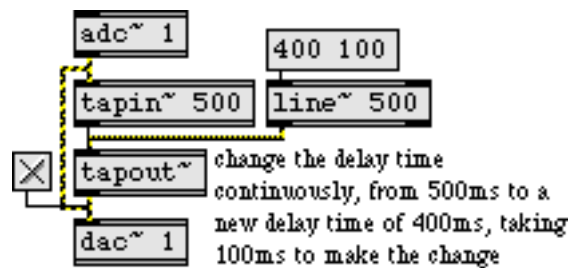 adc~ 1
400 100
tapin~ 500
line~ 500
tapout~
change the delay time
continuously, from 500ms to a
new delay time of 400ms, taking
100ms to make the change
dac~ 1